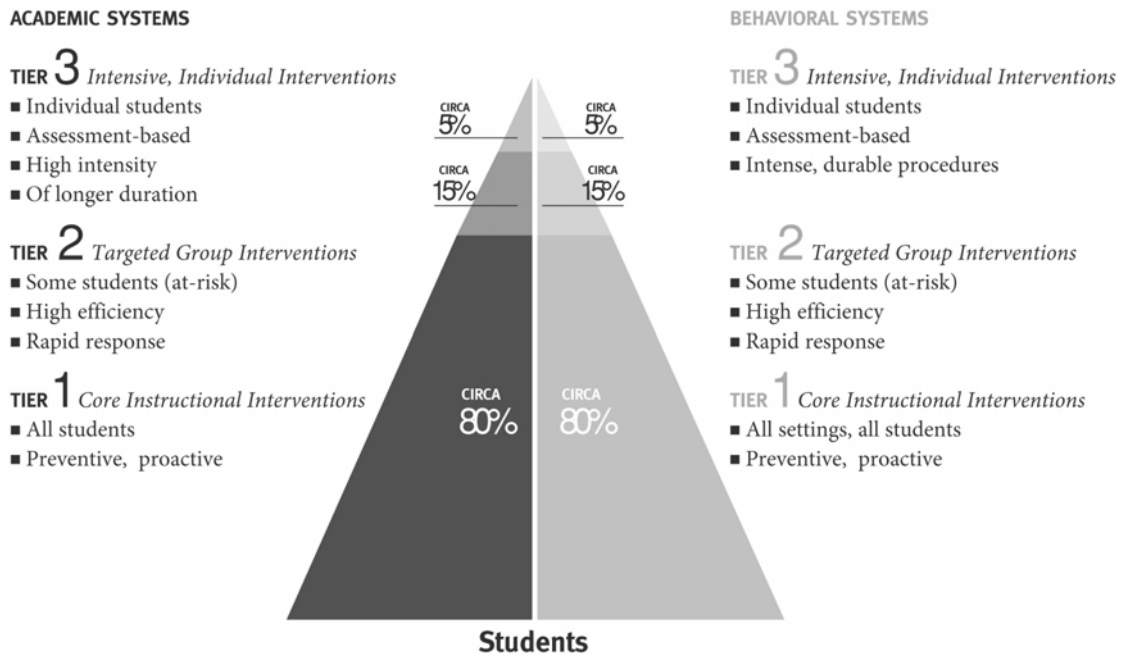 ACADEMIC SYSTEMS
TIER 3 Intensive, Individual Interventions
■ Individual students
■ Assessment-based
■ High intensity
■ Of longer duration
TIER 2 Targeted Group Interventions
■ Some students (at-risk)
■ High efficiency
■ Rapid response
TIER 1 Core Instructional Interventions
■ All students
■ Preventive, proactive
CIRCA
5%
CIRCA
15%
CIRCA
80%
CIRCA
5%
CIRCA
15%
CIRCA
80%
Students
BEHAVIORAL SYSTEMS
TIER 3 Intensive, Individual Interventions
■ Individual students
■ Assessment-based
■ Intense, durable procedures
TIER 2 Targeted Group Interventions
■ Some students (at-risk)
■ High efficiency
■ Rapid response
TIER 1 Core Instructional Interventions
■ All settings, all students
■ Preventive, proactive